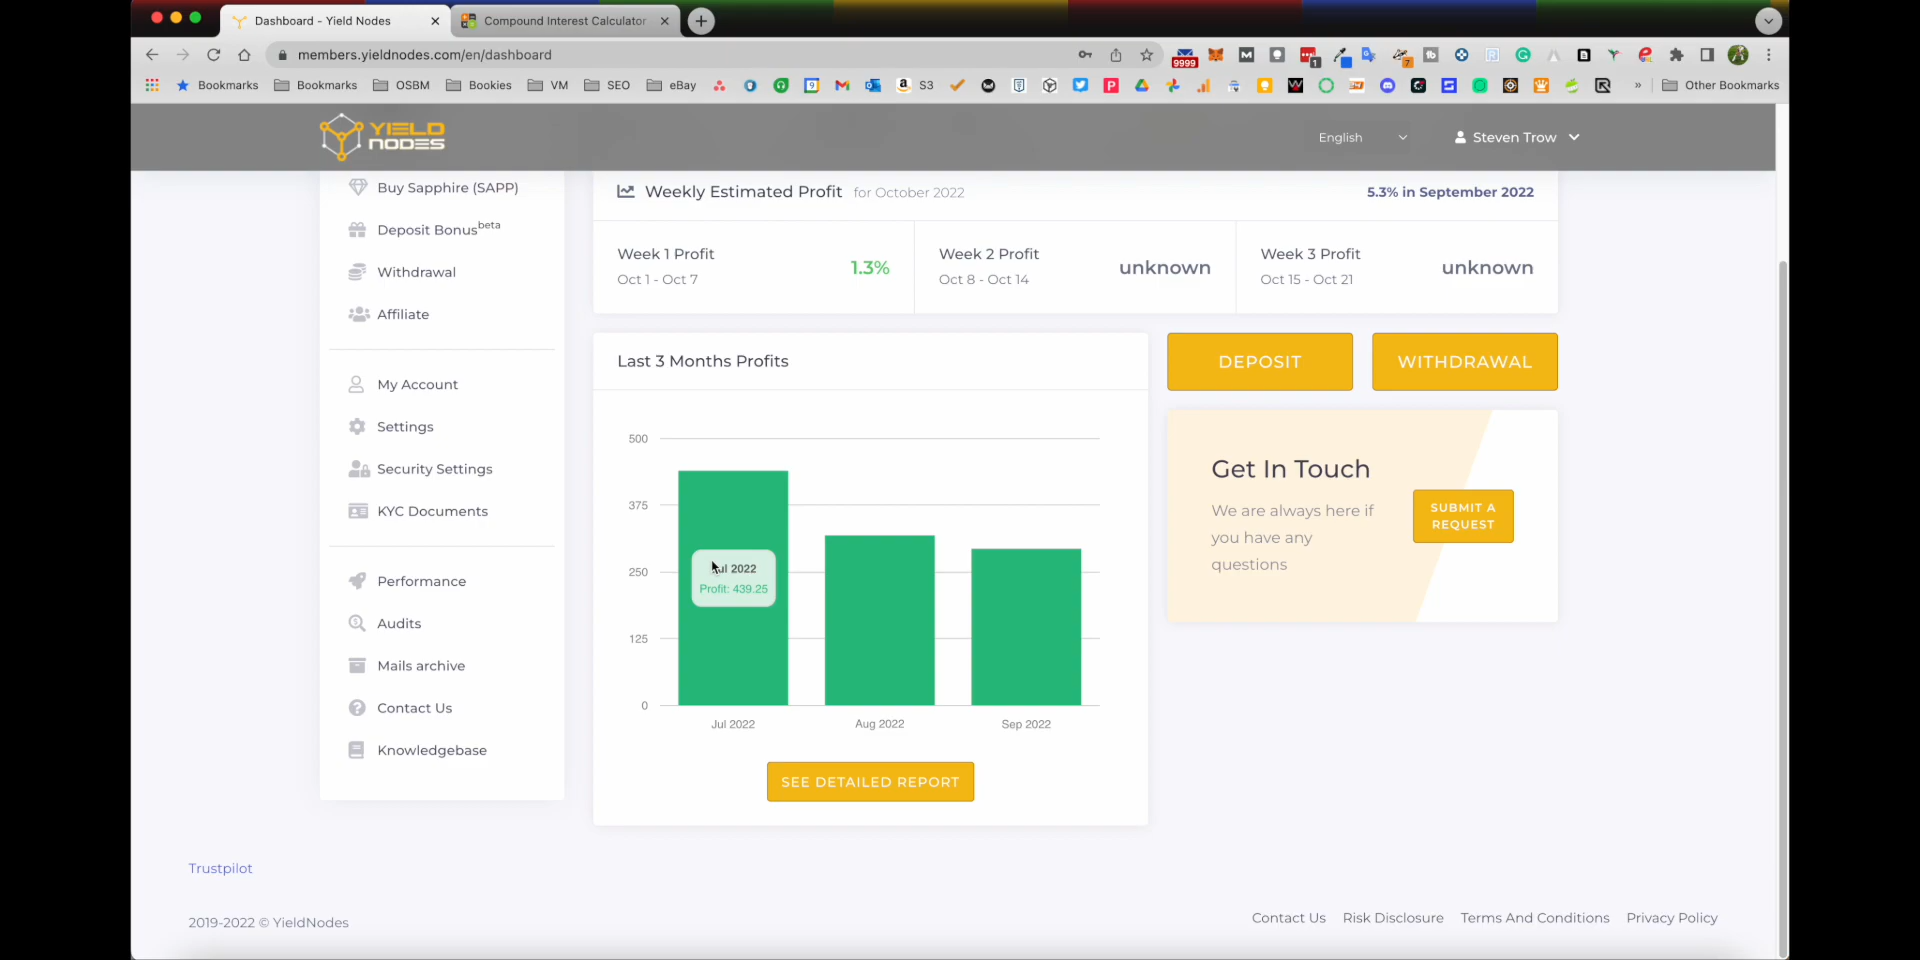 Dashboard - Yield Nodes
Compound Interest Calculator
members.yieldnodes.com/en/dashboard
9999
1
7
Bookmarks
Bookmarks
OSBM
Bookies
VM
SEO
eBay
S3
Other Bookmarks
YIELD
NODES
English
Steven Trow
Buy Sapphire (SAPP)
Deposit Bonus beta
Withdrawal
Affiliate
My Account
Settings
Security Settings
KYC Documents
Performance
Audits
Mails archive
Contact Us
Knowledgebase
Weekly Estimated Profit for October 2022
5.3% in September 2022
Week 1 Profit
Oct 1 - Oct 7
1.3%
Week 2 Profit
Oct 8 - Oct 14
unknown
Week 3 Profit
Oct 15 - Oct 21
unknown
Last 3 Months Profits
500
375
250
125
0
Jul 2022
Profit: 439.25
Jul 2022
Aug 2022
Sep 2022
SEE DETAILED REPORT
DEPOSIT
WITHDRAWAL
Get In Touch
We are always here if
you have any
questions
SUBMIT A
REQUEST
Trustpilot
2019-2022 © YieldNodes
Contact Us
Risk Disclosure
Terms And Conditions
Privacy Policy